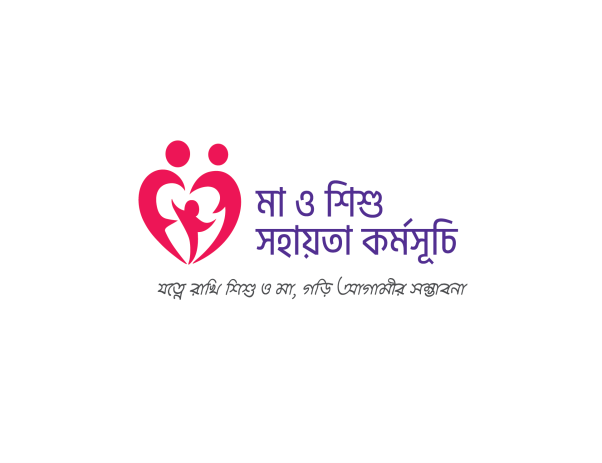 মা ও শিশু
সহায়তা কর্মসূচি
যত্নে রাখি শিশু ও মা, গড়ি আগামীর সম্ভাবনা